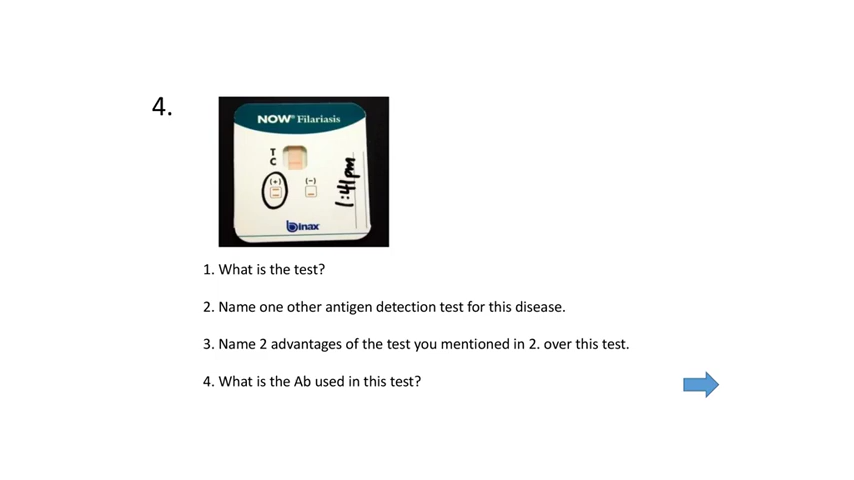 4.
NOW® Filariasis
T
C
(+) (-)
1:41pm
binax
1. What is the test?
2. Name one other antigen detection test for this disease.
3. Name 2 advantages of the test you mentioned in 2. over this test.
4. What is the Ab used in this test?